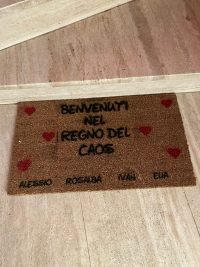 BENVENUTI
NEL
REGNO DEL
CAOS
ALESSIO ROSALBA IVAN ELIA